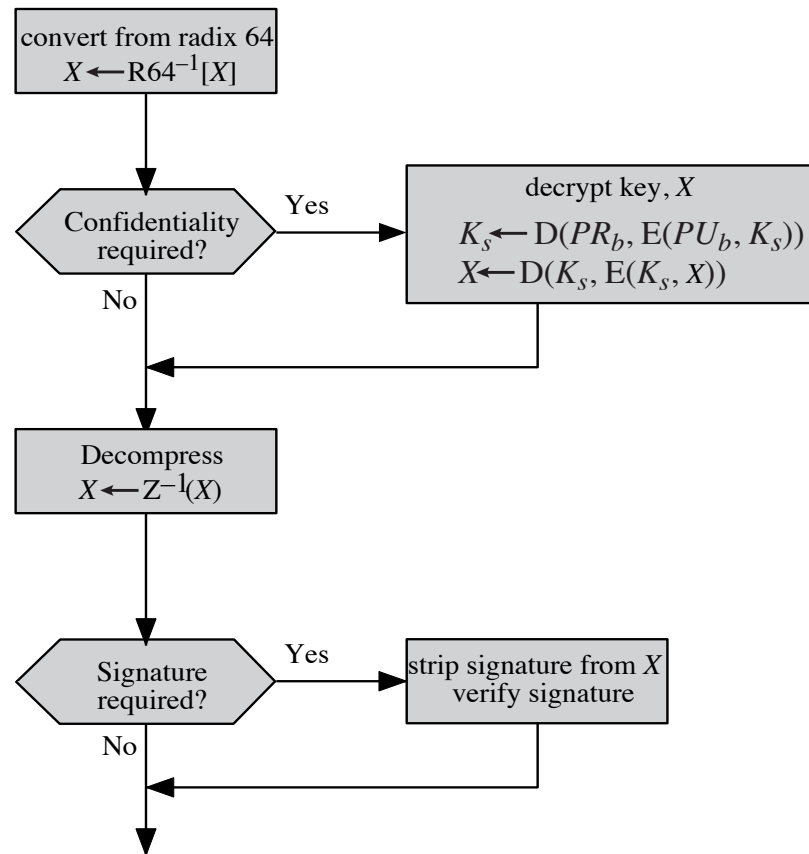 convert from radix 64
X ← R64⁻¹[X]
Confidentiality
required?
Yes
No
decrypt key, X
Kₛ ← D(PR_b, E(PU_b, Kₛ))
X ← D(Kₛ, E(Kₛ, X))
Decompress
X ← Z⁻¹(X)
Signature
required?
Yes
No
strip signature from X
verify signature